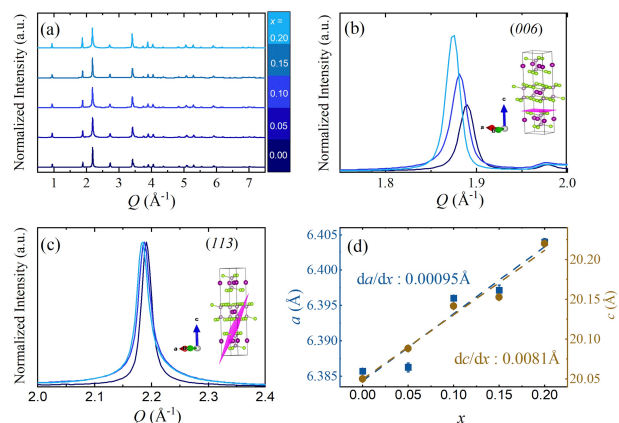 (a)
x =
0.20
0.15
0.10
0.05
0.00
Normalized Intensity (a.u.)
1 2 3 4 5 6 7
Q (Å-1)
(b)
(006)
c
a
Normalized Intensity (a.u.)
1.8 1.9 2.0
Q (Å-1)
(c)
(113)
c
a
Normalized Intensity (a.u.)
2.0 2.1 2.2 2.3 2.4
Q (Å-1)
(d)
6.405
6.400
6.395
6.390
6.385
a (Å)
da/dx : 0.00095Å
dc/dx : 0.0081Å
20.20
20.15
20.10
20.05
c (Å)
0.00 0.05 0.10 0.15 0.20
x